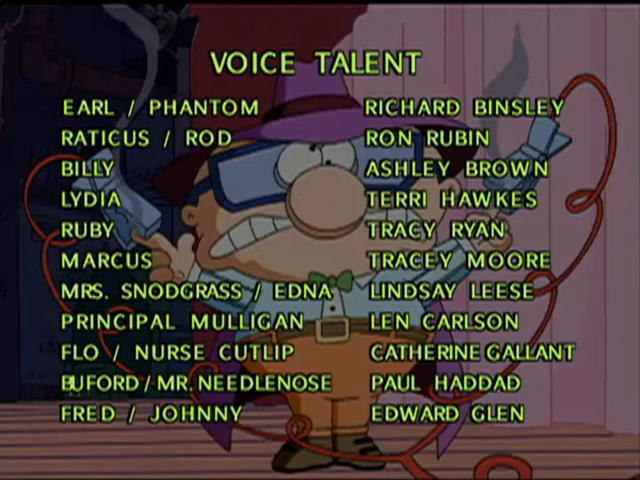 VOICE TALENT
EARL / PHANTOM RICHARD BINSLEY
RATICUS / ROD RON RUBIN
BILLY ASHLEY BROWN
LYDIA TERRI HAWKES
RUBY TRACY RYAN
MARCUS TRACEY MOORE
MRS. SNODGRASS / EDNA LINDSAY LEESE
PRINCIPAL MULLIGAN LEN CARLSON
FLO / NURSE CUTLIP CATHERINE GALLANT
BUFORD / MR. NEEDLENOSE PAUL HADDAD
FRED / JOHNNY EDWARD GLEN